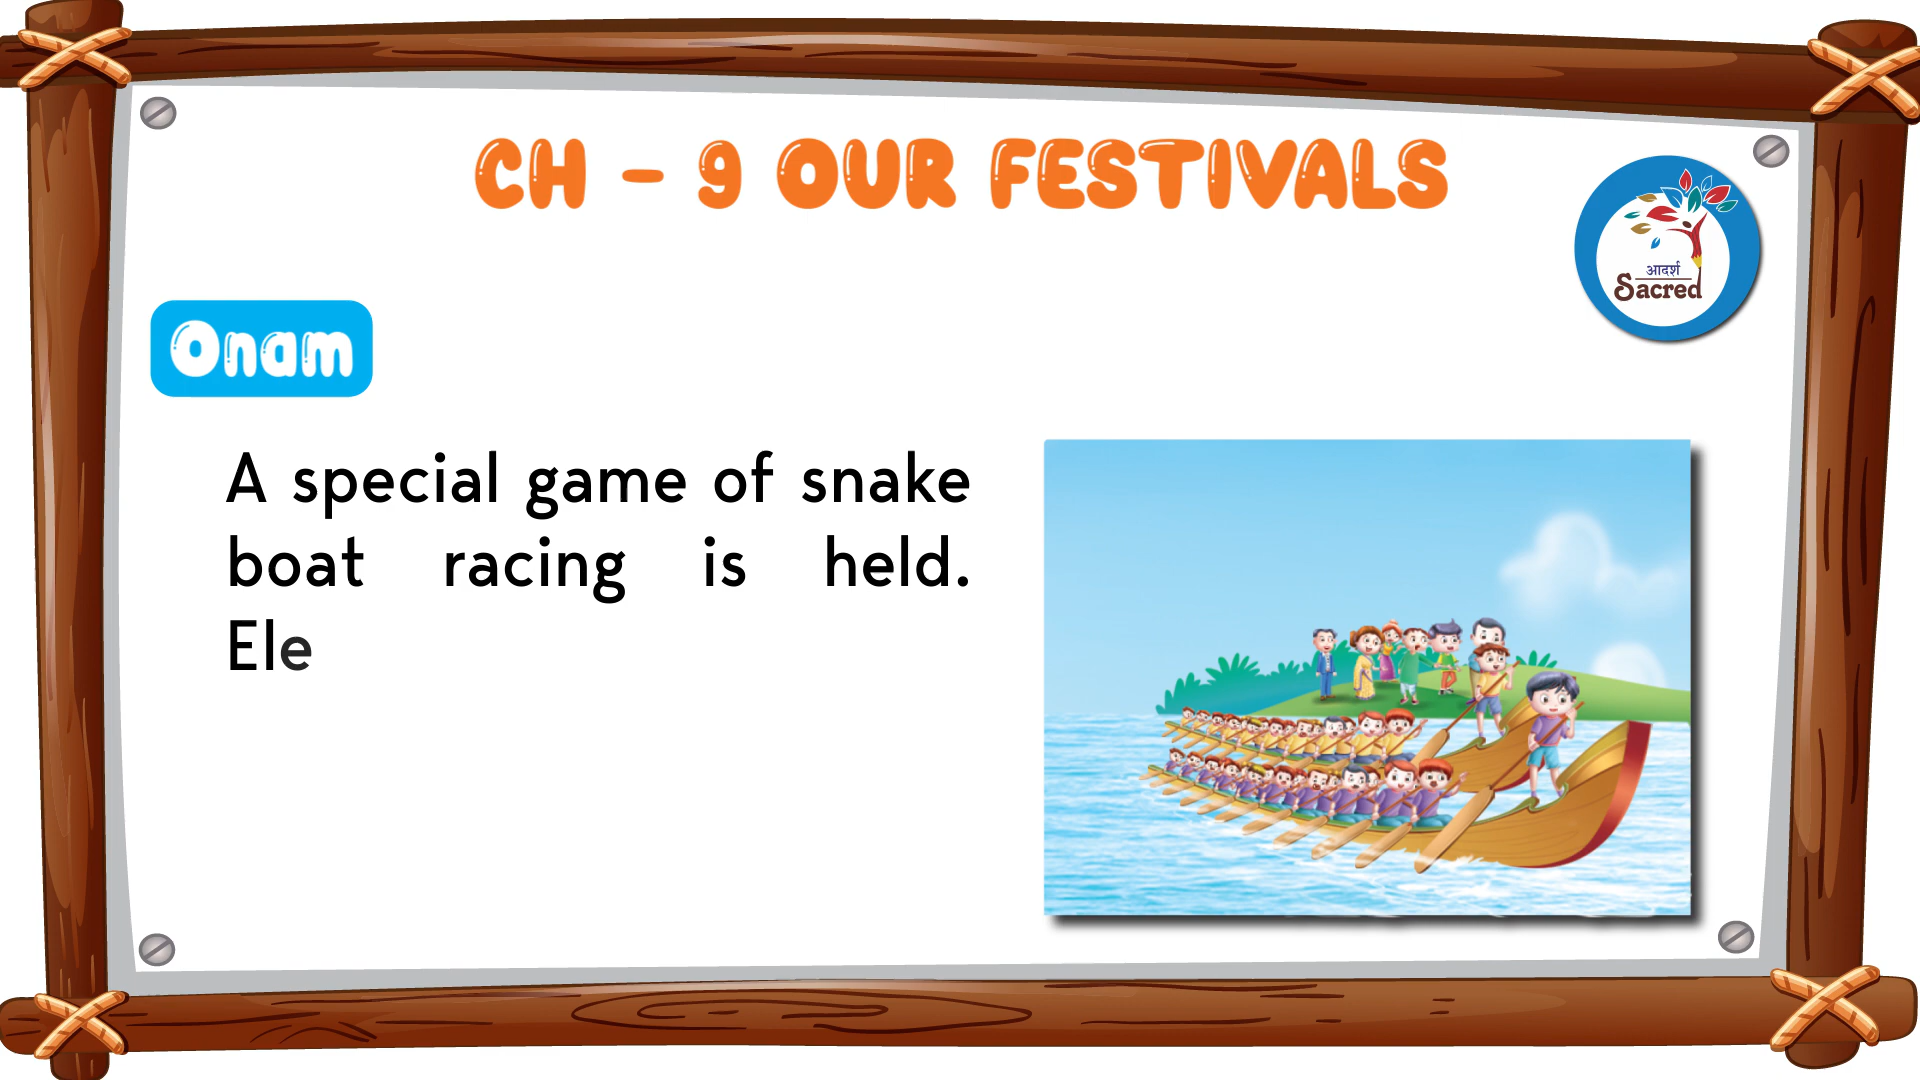 CH - 9 OUR FESTIVALS
आदर्श
Sacred
Onam
A special game of snake
boat racing is held.
Ele